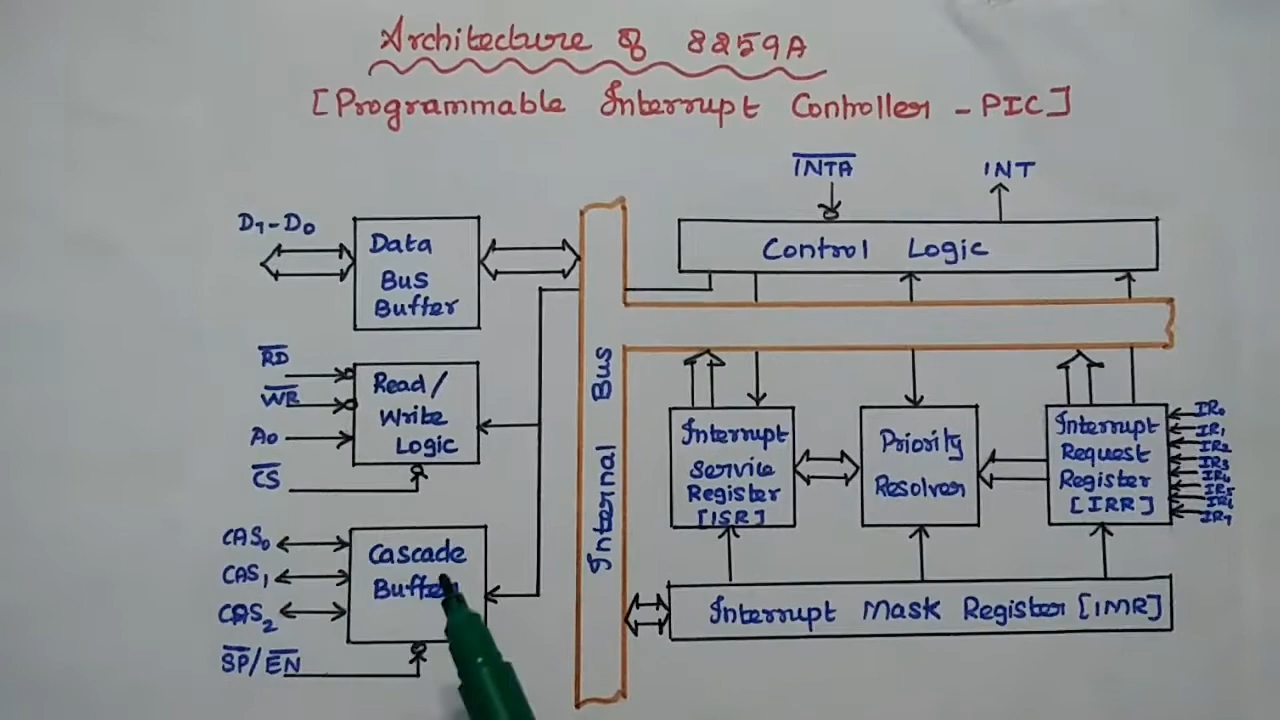 Architecture of 8259A
[Programmable Interrupt Controller - PIC]
INTA
INT
D7-D0
Data
Bus
Buffer
Control Logic
RD
WR
A0
CS
Read/
Write
Logic
CAS0
CAS1
CAS2
SP/EN
Cascade
Buffer
Internal Bus
Interrupt
Service
Register
[ISR]
Priority
Resolver
Interrupt
Request
Register
[IRR]
IR0
IR1
IR2
IR3
IR4
IR5
IR6
IR7
Interrupt Mask Register [IMR]